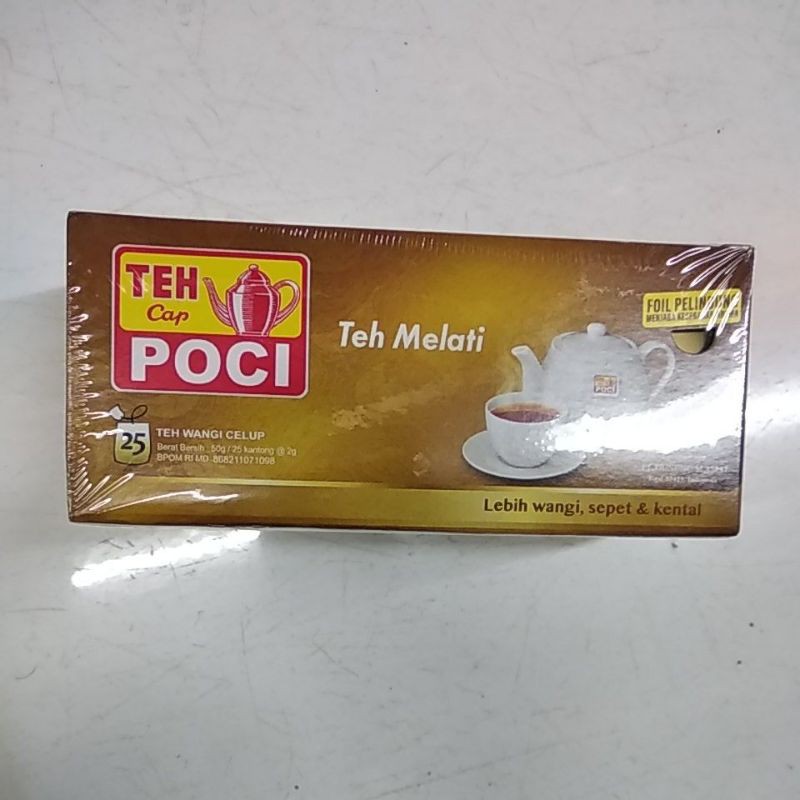 TEH
Cap
POCI
Teh Melati
FOIL PELINDUNG
POCI
25
TEH WANGI CELUP
Berat Bersih : 50g / 25 kantong @ 2g
BPOM RI MD 868211071098
Lebih wangi, sepet & kental